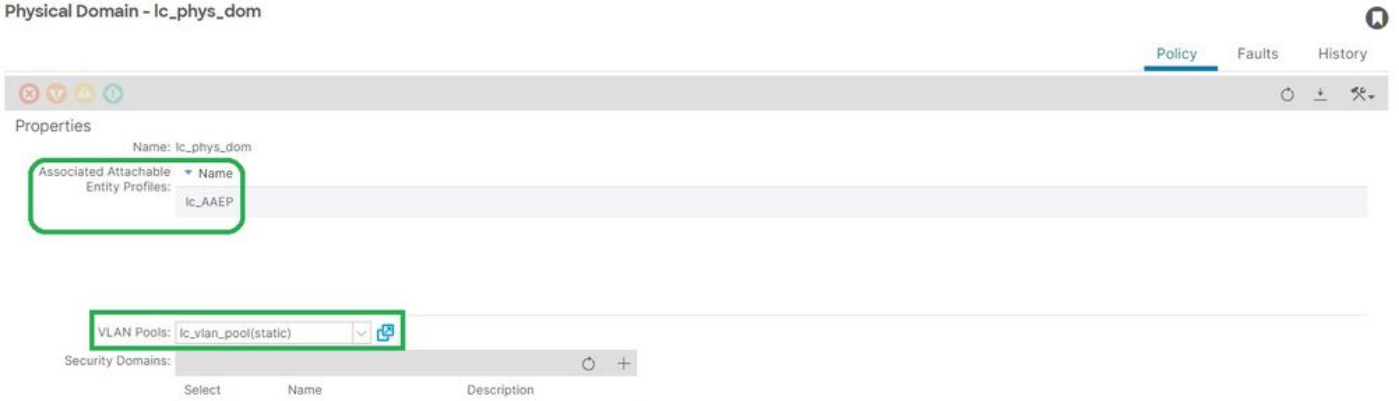 Physical Domain - lc_phys_dom
Policy Faults History
Properties
Name: lc_phys_dom
Associated Attachable Entity Profiles:
Name
lc_AAEP
VLAN Pools: lc_vlan_pool(static)
Security Domains:
Select Name Description